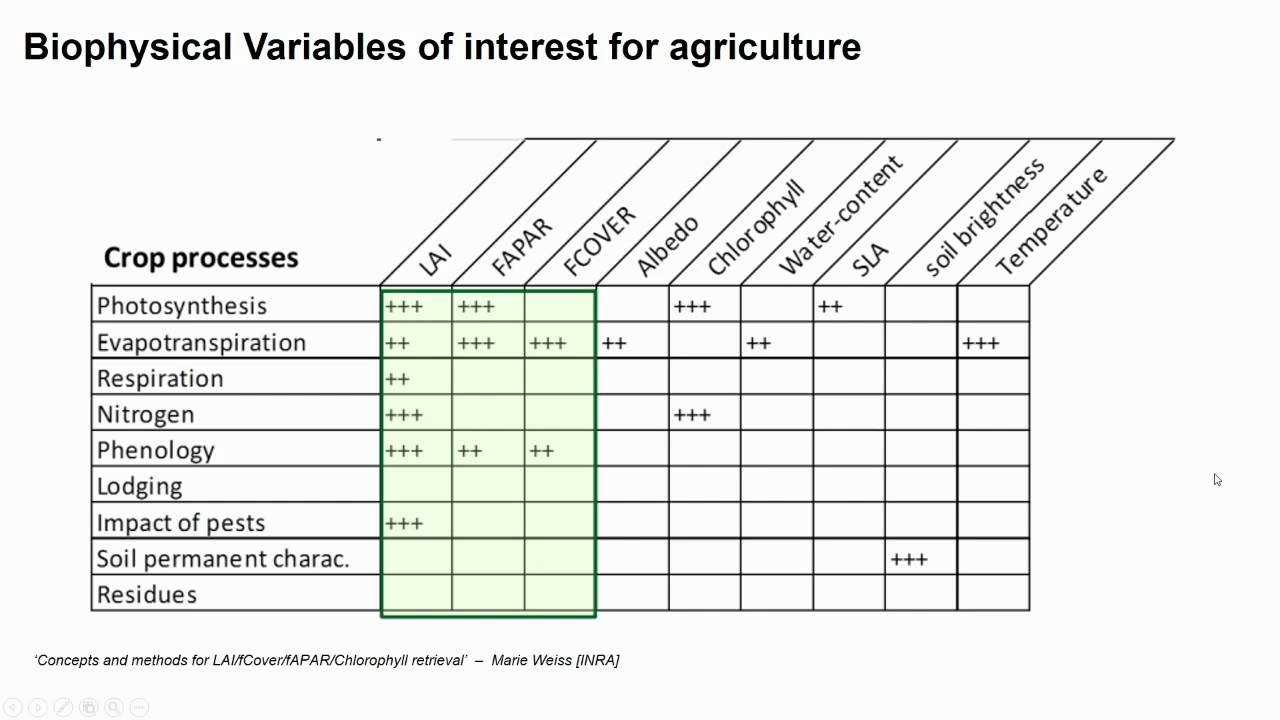 Biophysical Variables of interest for agriculture
Crop processes LAI FAPAR FCOVER Albedo Chlorophyll Water-content SLA soil brightness Temperature
Photosynthesis +++ +++ +++ ++
Evapotranspiration ++ +++ +++ ++ ++ +++
Respiration ++
Nitrogen +++ +++
Phenology +++ ++ ++
Lodging
Impact of pests +++
Soil permanent charac. +++
Residues
‘Concepts and methods for LAI/fCover/fAPAR/Chlorophyll retrieval’ – Marie Weiss [INRA]